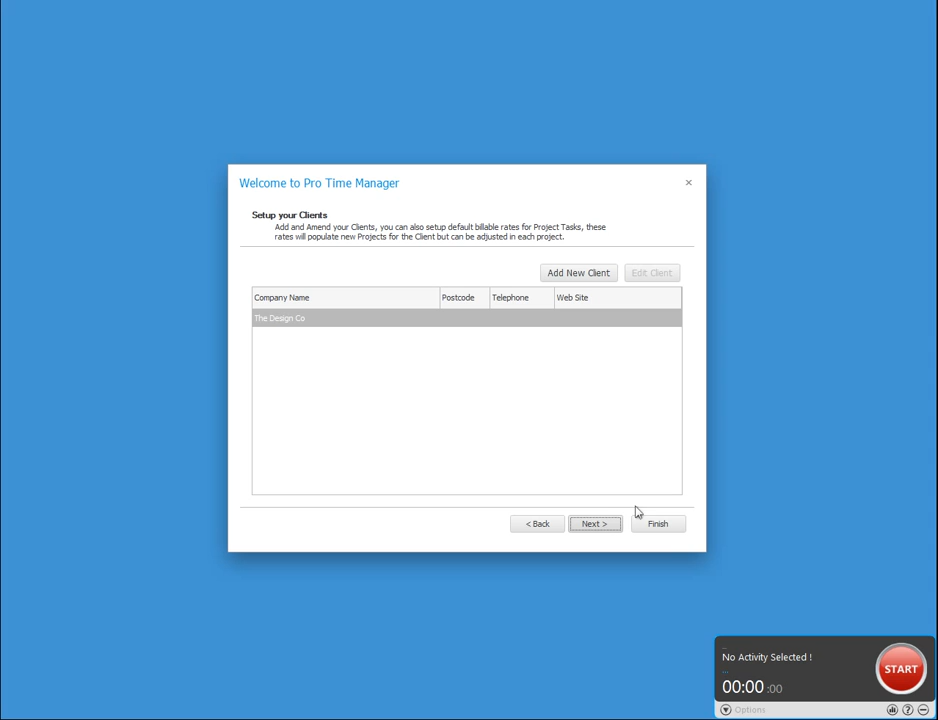 Welcome to Pro Time Manager
Setup your Clients
Add and Amend your Clients, you can also setup default billable rates for Project Tasks, these
rates will populate new Projects for the Client but can be adjusted in each project.
Add New Client Edit Client
Company Name Postcode Telephone Web Site
The Design Co
< Back Next > Finish
...
No Activity Selected !
...
00:00 :00
START
Options